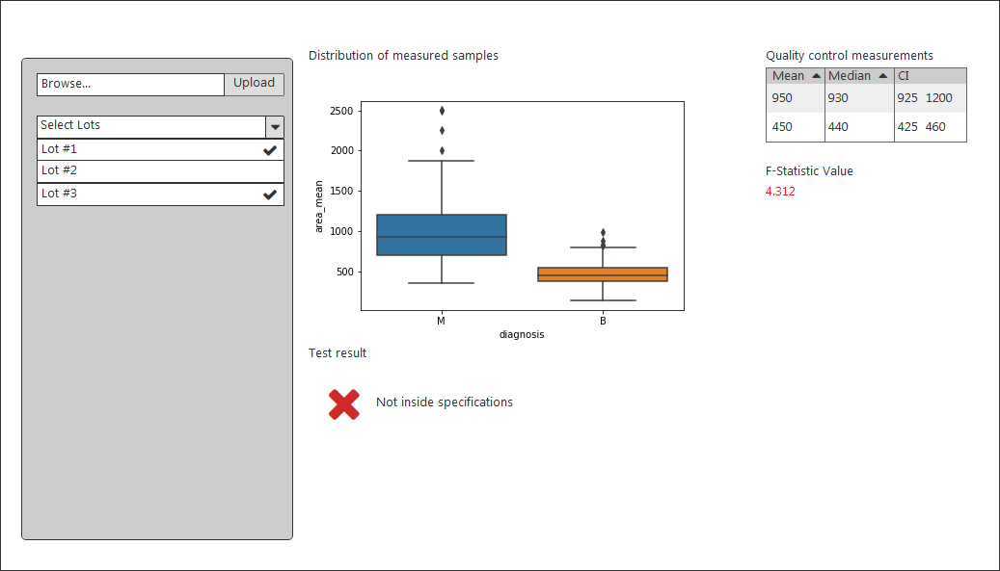 Browse...
Upload
Select Lots
Lot #1
Lot #2
Lot #3
Distribution of measured samples
2500
2000
1500
1000
500
area_mean
M
B
diagnosis
Test result
Not inside specifications
Quality control measurements
Mean Median CI
950 930 925 1200
450 440 425 460
F-Statistic Value
4.312